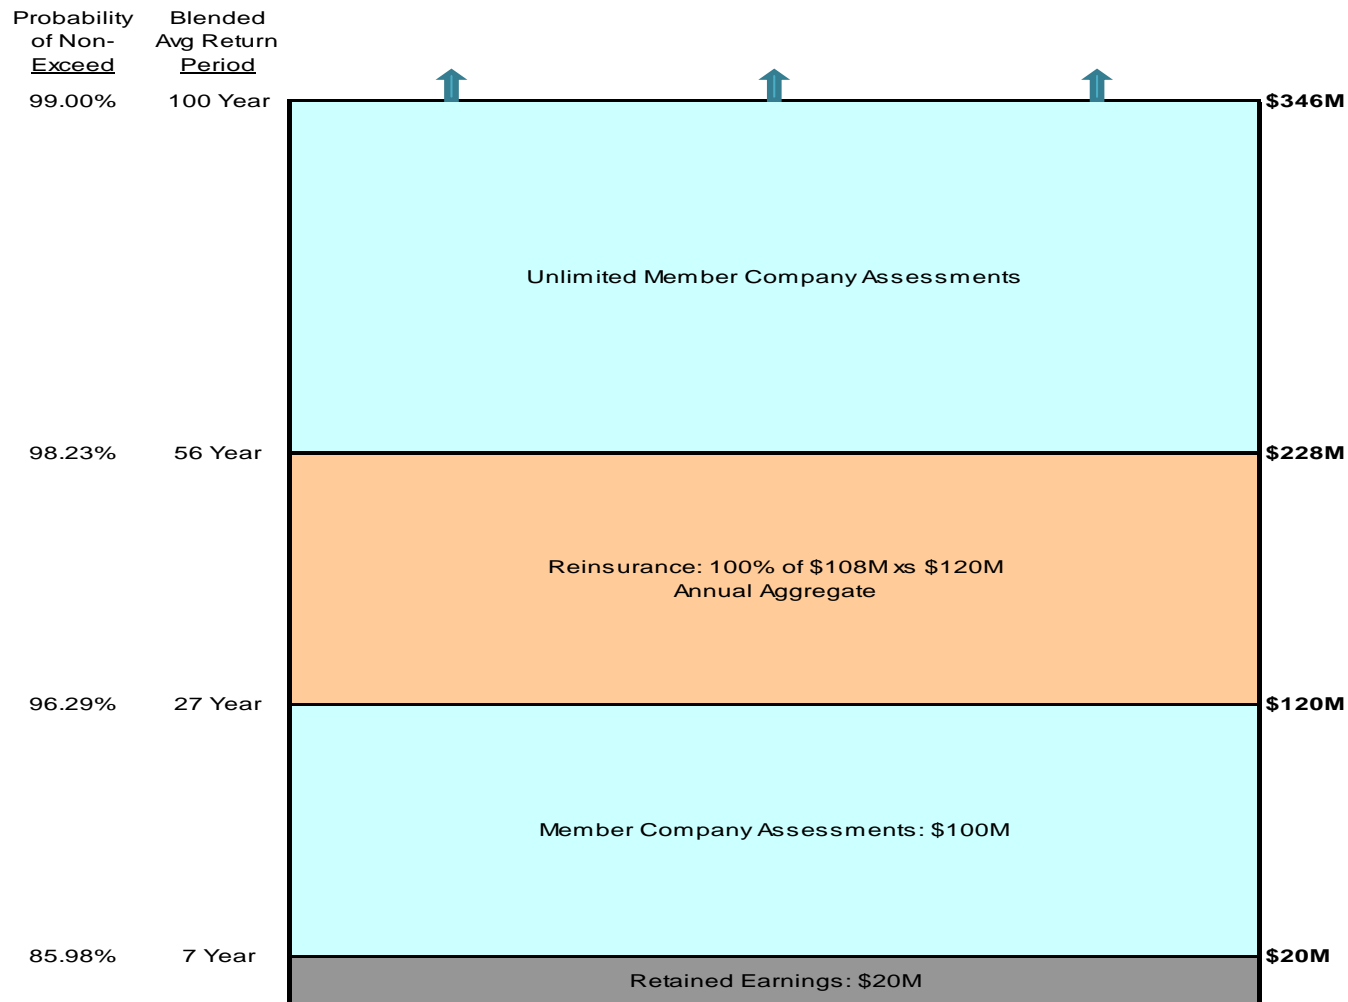 Probability of Non- Exceed
Blended Avg Return Period
99.00% 100 Year $346M
Unlimited Member Company Assessments
98.23% 56 Year $228M
Reinsurance: 100% of $108M xs $120M
Annual Aggregate
96.29% 27 Year $120M
Member Company Assessments: $100M
85.98% 7 Year $20M
Retained Earnings: $20M